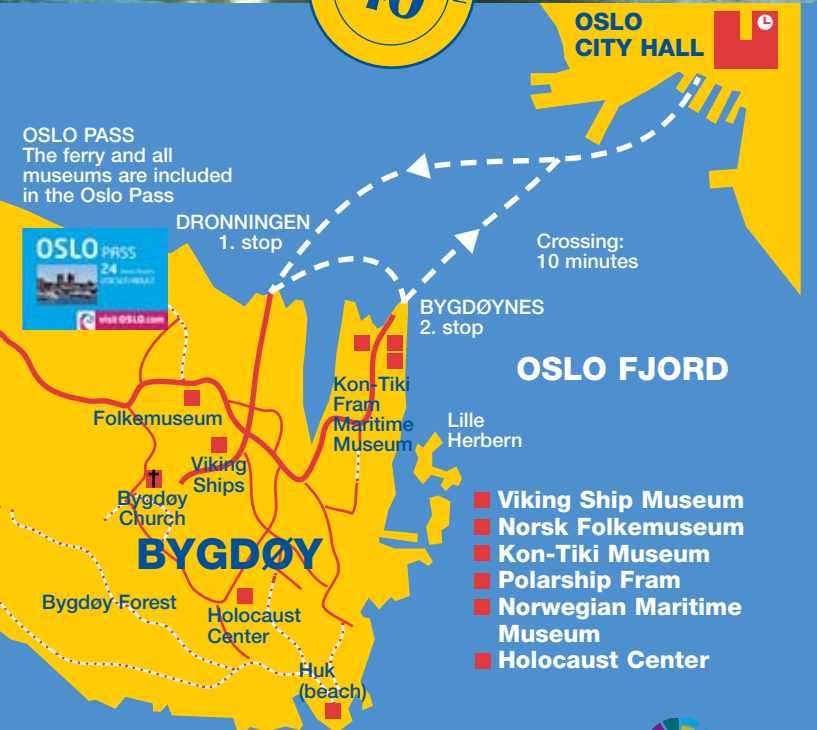 10
OSLO
CITY HALL
OSLO PASS
The ferry and all
museums are included
in the Oslo Pass
OSLO PASS
24
visitOSLO.com
DRONNINGEN
1. stop
Crossing:
10 minutes
BYGDØYNES
2. stop
OSLO FJORD
Kon-Tiki
Fram
Maritime
Museum
Folkemuseum
Lille
Herbern
Viking
Ships
Bygdøy
Church
BYGDØY
Bygdøy Forest
Holocaust
Center
Huk
(beach)
Viking Ship Museum
Norsk Folkemuseum
Kon-Tiki Museum
Polarship Fram
Norwegian Maritime
Museum
Holocaust Center